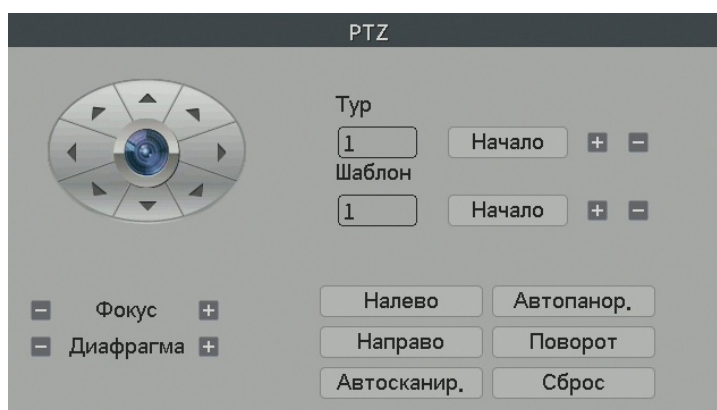 PTZ
Тур
1 Начало + -
Шаблон
1 Начало + -
- Фокус +
- Диафрагма +
Налево Автопанор.
Направо Поворот
Автосканир. Сброс